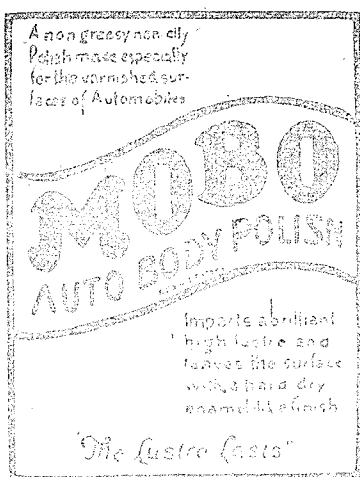 A non greasy non oily
Polish made especially
for the varnished sur-
faces of Automobiles
MOBO
AUTO BODY POLISH
Imparts a brilliant
high lustre and
leaves the surface
with a hard dry
enamel like finish
"The Lustre Lasts"